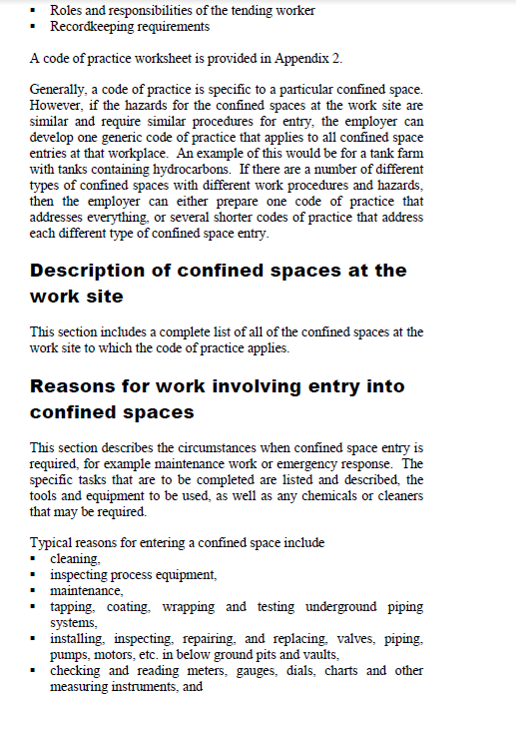 ▪ Roles and responsibilities of the tending worker
▪ Recordkeeping requirements
A code of practice worksheet is provided in Appendix 2.
Generally, a code of practice is specific to a particular confined space.
However, if the hazards for the confined spaces at the work site are
similar and require similar procedures for entry, the employer can
develop one generic code of practice that applies to all confined space
entries at that workplace. An example of this would be for a tank farm
with tanks containing hydrocarbons. If there are a number of different
types of confined spaces with different work procedures and hazards,
then the employer can either prepare one code of practice that
addresses everything, or several shorter codes of practice that address
each different type of confined space entry.
Description of confined spaces at the
work site
This section includes a complete list of all of the confined spaces at the
work site to which the code of practice applies.
Reasons for work involving entry into
confined spaces
This section describes the circumstances when confined space entry is
required, for example maintenance work or emergency response. The
specific tasks that are to be completed are listed and described, the
tools and equipment to be used, as well as any chemicals or cleaners
that may be required.
Typical reasons for entering a confined space include
▪ cleaning,
▪ inspecting process equipment,
▪ maintenance,
▪ tapping, coating, wrapping and testing underground piping
systems,
▪ installing, inspecting, repairing, and replacing, valves, piping,
pumps, motors, etc. in below ground pits and vaults,
▪ checking and reading meters, gauges, dials, charts and other
measuring instruments, and